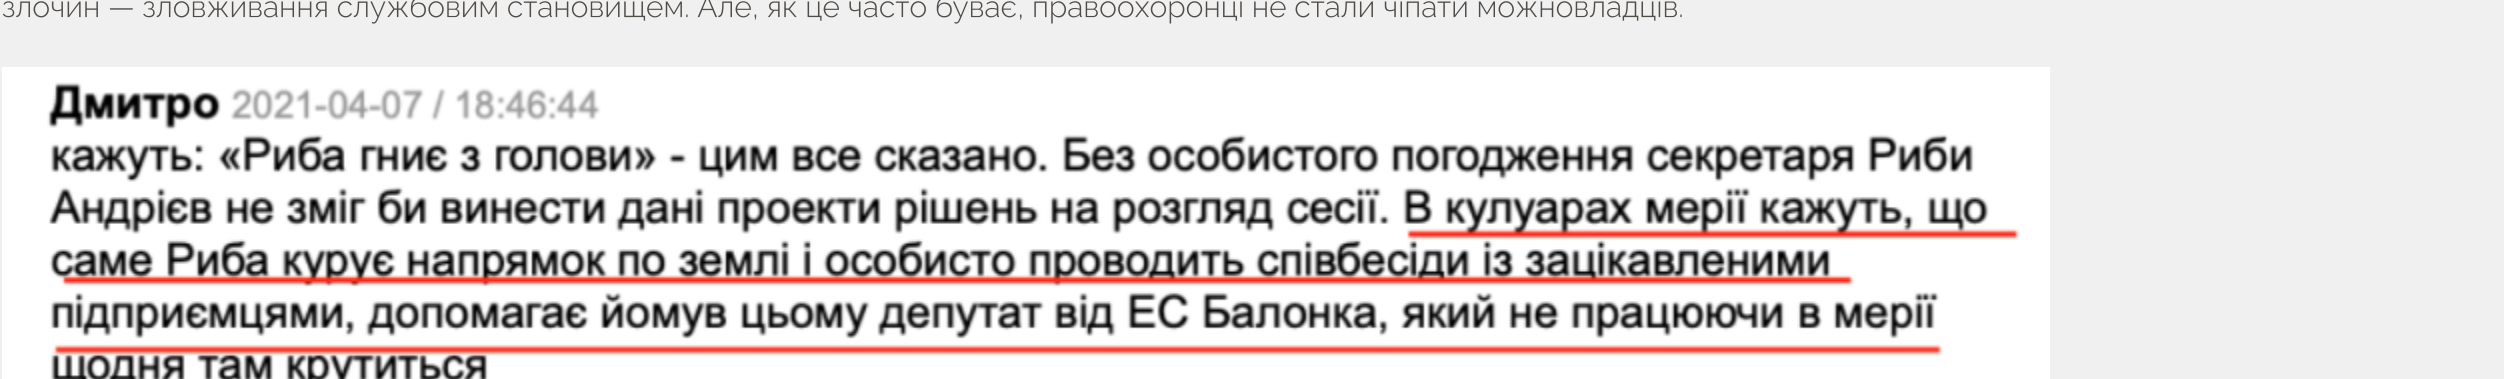 злочин — зловживання службовим становищем. Але, як це часто буває, правоохоронці не стали чіпати можновладців.
Дмитро 2021-04-07 / 18:46:44
кажуть: «Риба гниє з голови» - цим все сказано. Без особистого погодження секретаря Риби
Андрієв не зміг би винести дані проекти рішень на розгляд сесії. В кулуарах мерії кажуть, що
саме Риба курує напрямок по землі і особисто проводить співбесіди із зацікавленими
підприємцями, допомагає йомув цьому депутат від ЕС Балонка, який не працюючи в мерії
щодня там крутиться